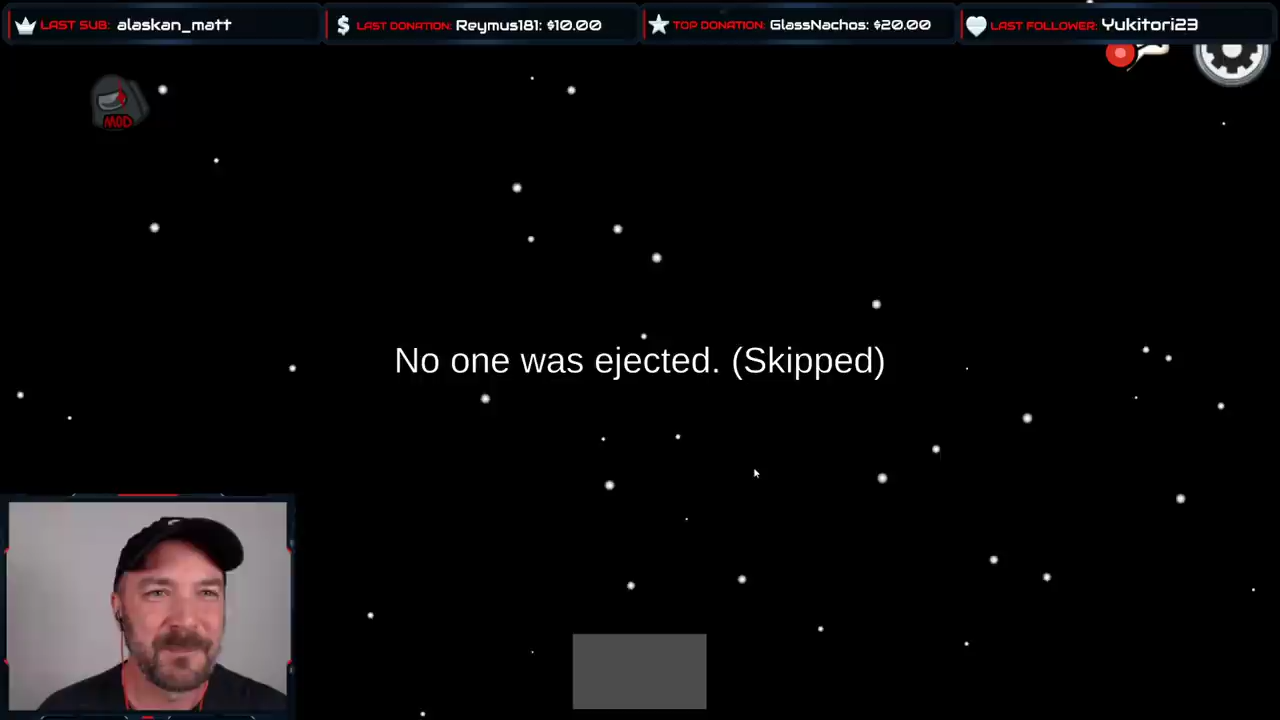 LAST SUB: alaskan_matt
$ LAST DONATION: Reymus181: $10.00
TOP DONATION: GlassNachos: $20.00
LAST FOLLOWER: Yukitori23
MOD
No one was ejected. (Skipped)